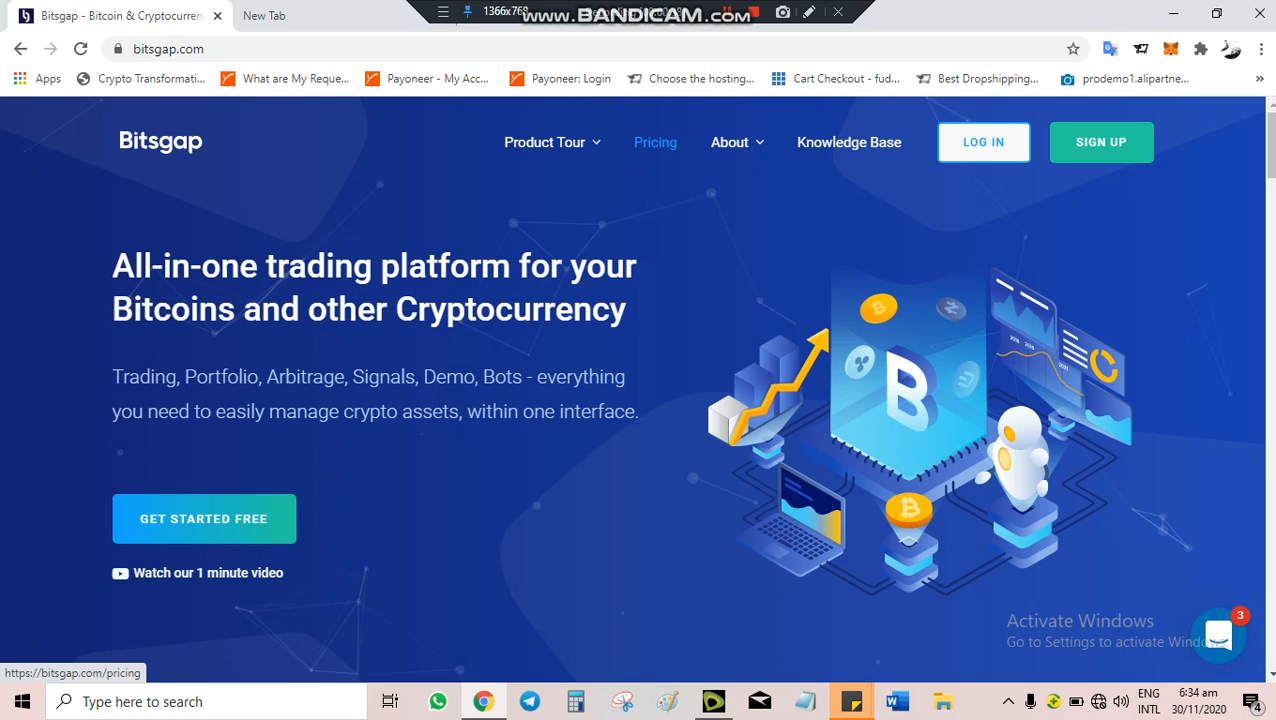 Bitsgap - Bitcoin & Cryptocurren
New Tab
1366x768
www.BANDICAM.com
bitsgap.com
Apps
Crypto Transformati...
What are My Reque...
Payoneer - My Acco...
Payoneer: Login
Choose the hosting...
Cart Checkout - fud...
Best Dropshipping...
prodemo1.alipartne...
»
Bitsgap
Product Tour
Pricing
About
Knowledge Base
LOG IN
SIGN UP
All-in-one trading platform for your
Bitcoins and other Cryptocurrency
Trading, Portfolio, Arbitrage, Signals, Demo, Bots - everything
you need to easily manage crypto assets, within one interface.
GET STARTED FREE
Watch our 1 minute video
Activate Windows
Go to Settings to activate Windows.
3
https://bitsgap.com/pricing
Type here to search
ENG
INTL
6:34 am
30/11/2020
4